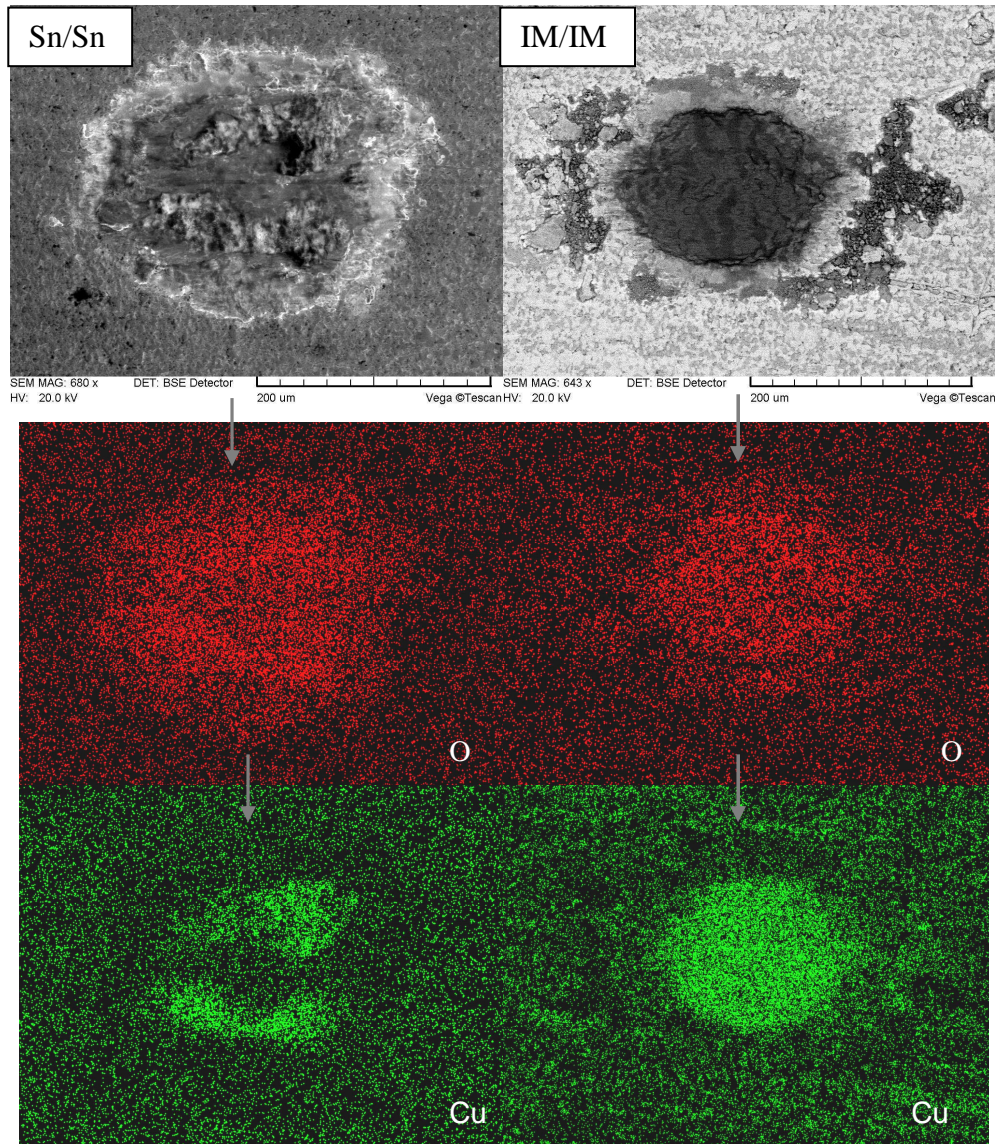 Sn/Sn
IM/IM
SEM MAG: 680 x DET: BSE Detector
HV: 20.0 kV 200 um Vega ©Tescan
SEM MAG: 643 x DET: BSE Detector
HV: 20.0 kV 200 um Vega ©Tescan
O
O
Cu
Cu